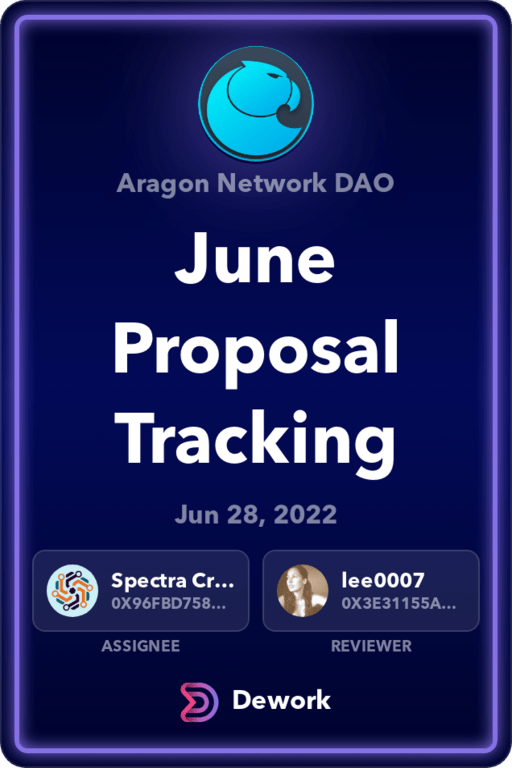 Aragon Network DAO
June
Proposal
Tracking
Jun 28, 2022
Spectra Cr...
0X96FBD758...
ASSIGNEE
lee0007
0X3E31155A...
REVIEWER
Dework